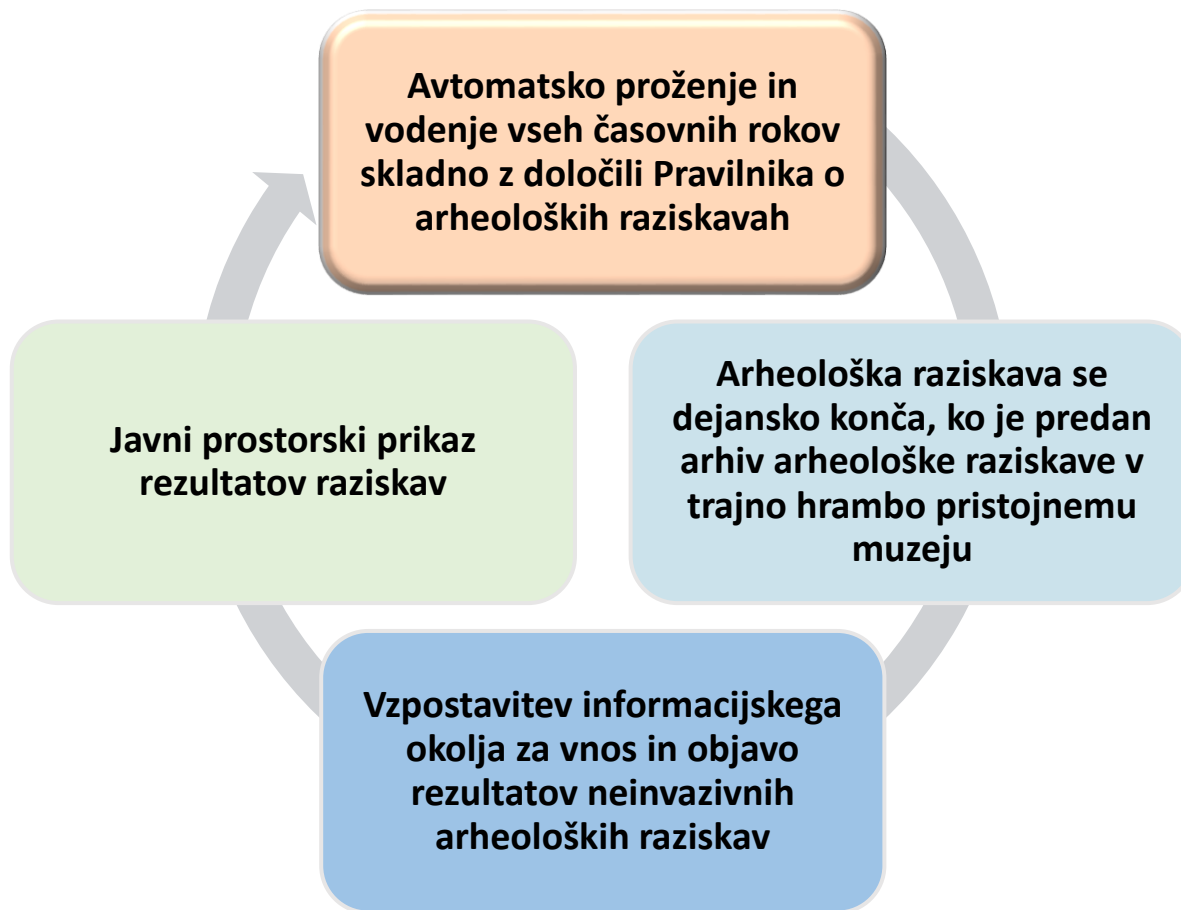 Avtomatsko proženje in
vodenje vseh časovnih rokov
skladno z določili Pravilnika o
arheoloških raziskavah
Arheološka raziskava se
dejansko konča, ko je predan
arhiv arheološke raziskave v
trajno hrambo pristojnemu
muzeju
Vzpostavitev informacijskega
okolja za vnos in objavo
rezultatov neinvazivnih
arheoloških raziskav
Javni prostorski prikaz
rezultatov raziskav